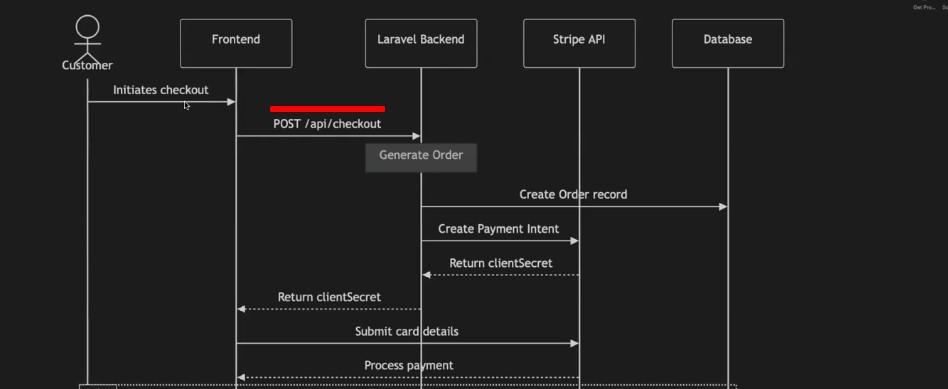 Get Pro...
Customer
Frontend
Laravel Backend
Stripe API
Database
Initiates checkout
POST /api/checkout
Generate Order
Create Order record
Create Payment Intent
Return clientSecret
Return clientSecret
Submit card details
Process payment